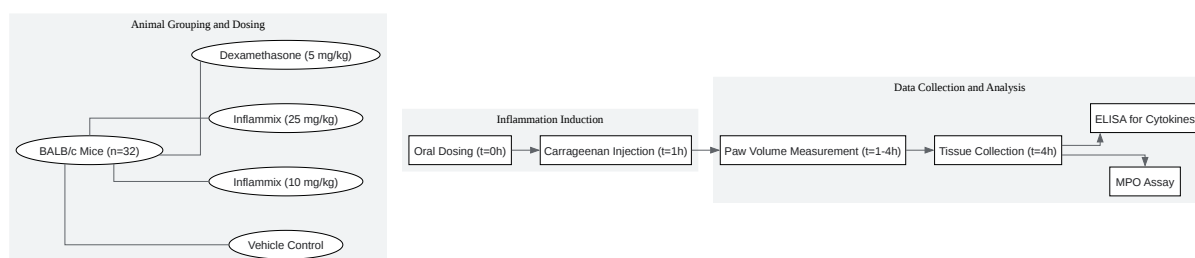 Animal Grouping and Dosing
Dexamethasone (5 mg/kg)
Inflammix (25 mg/kg)
BALB/c Mice (n=32)
Inflammix (10 mg/kg)
Vehicle Control
Inflammation Induction
Oral Dosing (t=0h)
Carrageenan Injection (t=1h)
Data Collection and Analysis
Paw Volume Measurement (t=1-4h)
Tissue Collection (t=4h)
ELISA for Cytokines
MPO Assay